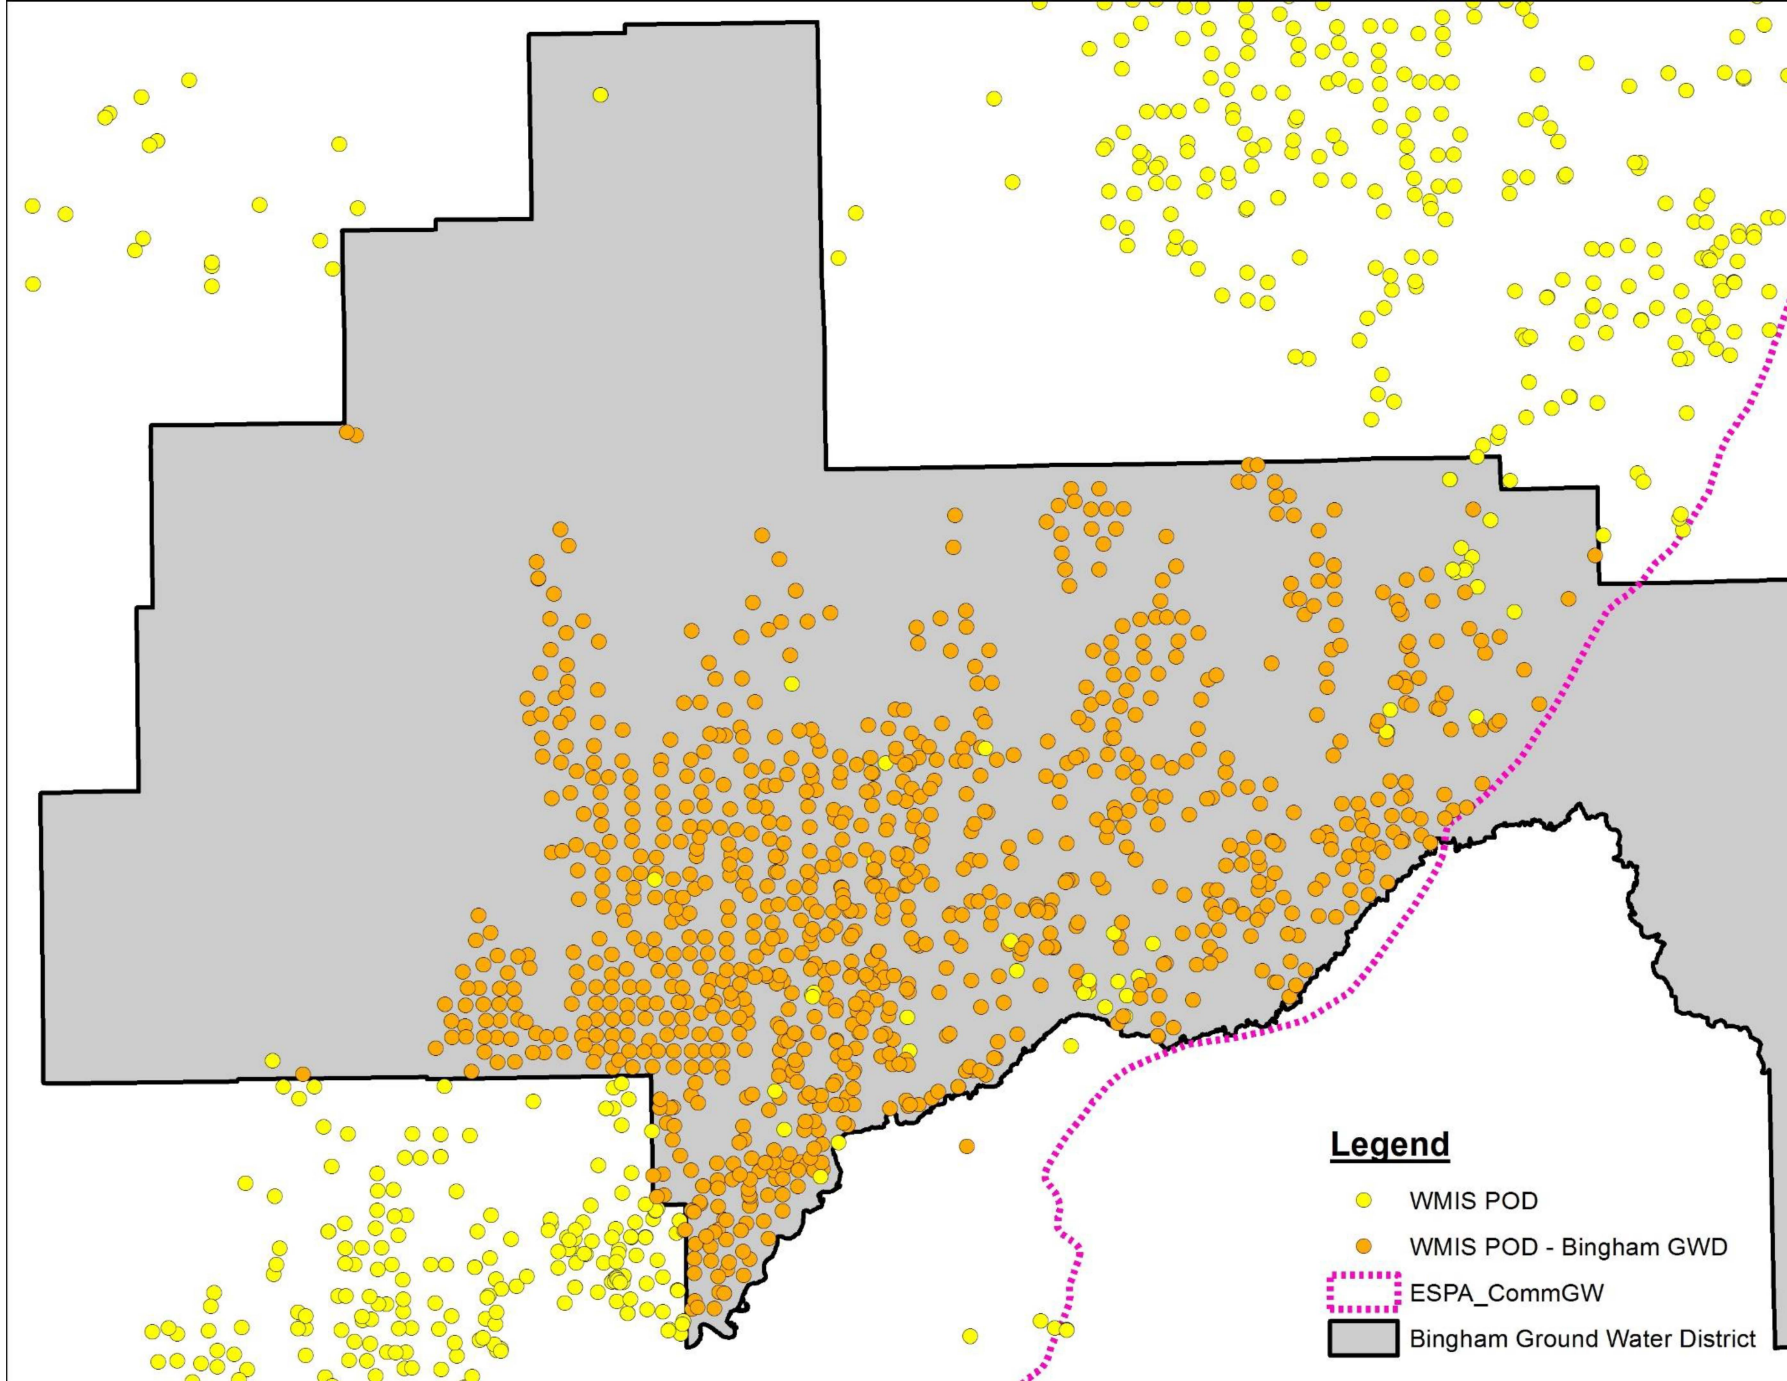 Legend
WMIS POD
WMIS POD - Bingham GWD
ESPA_CommGW
Bingham Ground Water District